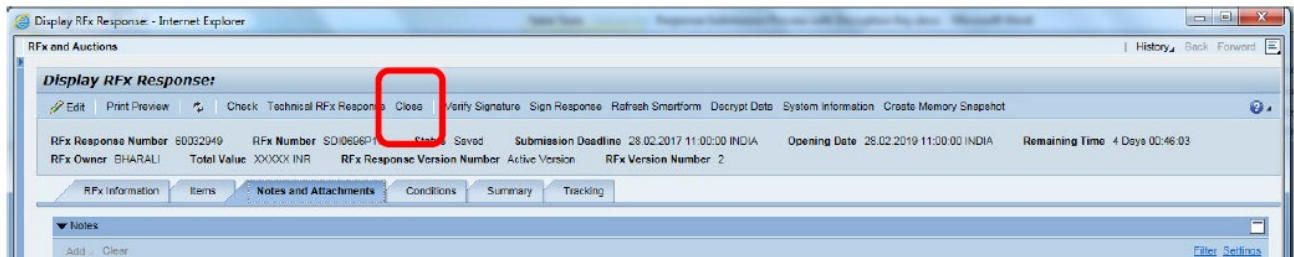 Display RFx Response: - Internet Explorer
RFx and Auctions
History Back Forward
Display RFx Response:
Edit Print Preview Check Technical RFx Response Close Verify Signature Sign Response Refresh Smartform Decrypt Data System Information Create Memory Snapshot
RFx Response Number 60032949 RFx Number SDI0696P1 Status Saved Submission Deadline 28.02.2017 11:00:00 INDIA Opening Date 28.02.2019 11:00:00 INDIA Remaining Time 4 Days 00:46:03
RFx Owner BHARALI Total Value XXXXX INR RFx Response Version Number Active Version RFx Version Number 2
RFx Information Items Notes and Attachments Conditions Summary Tracking
Notes
Add Clear Filter Settings